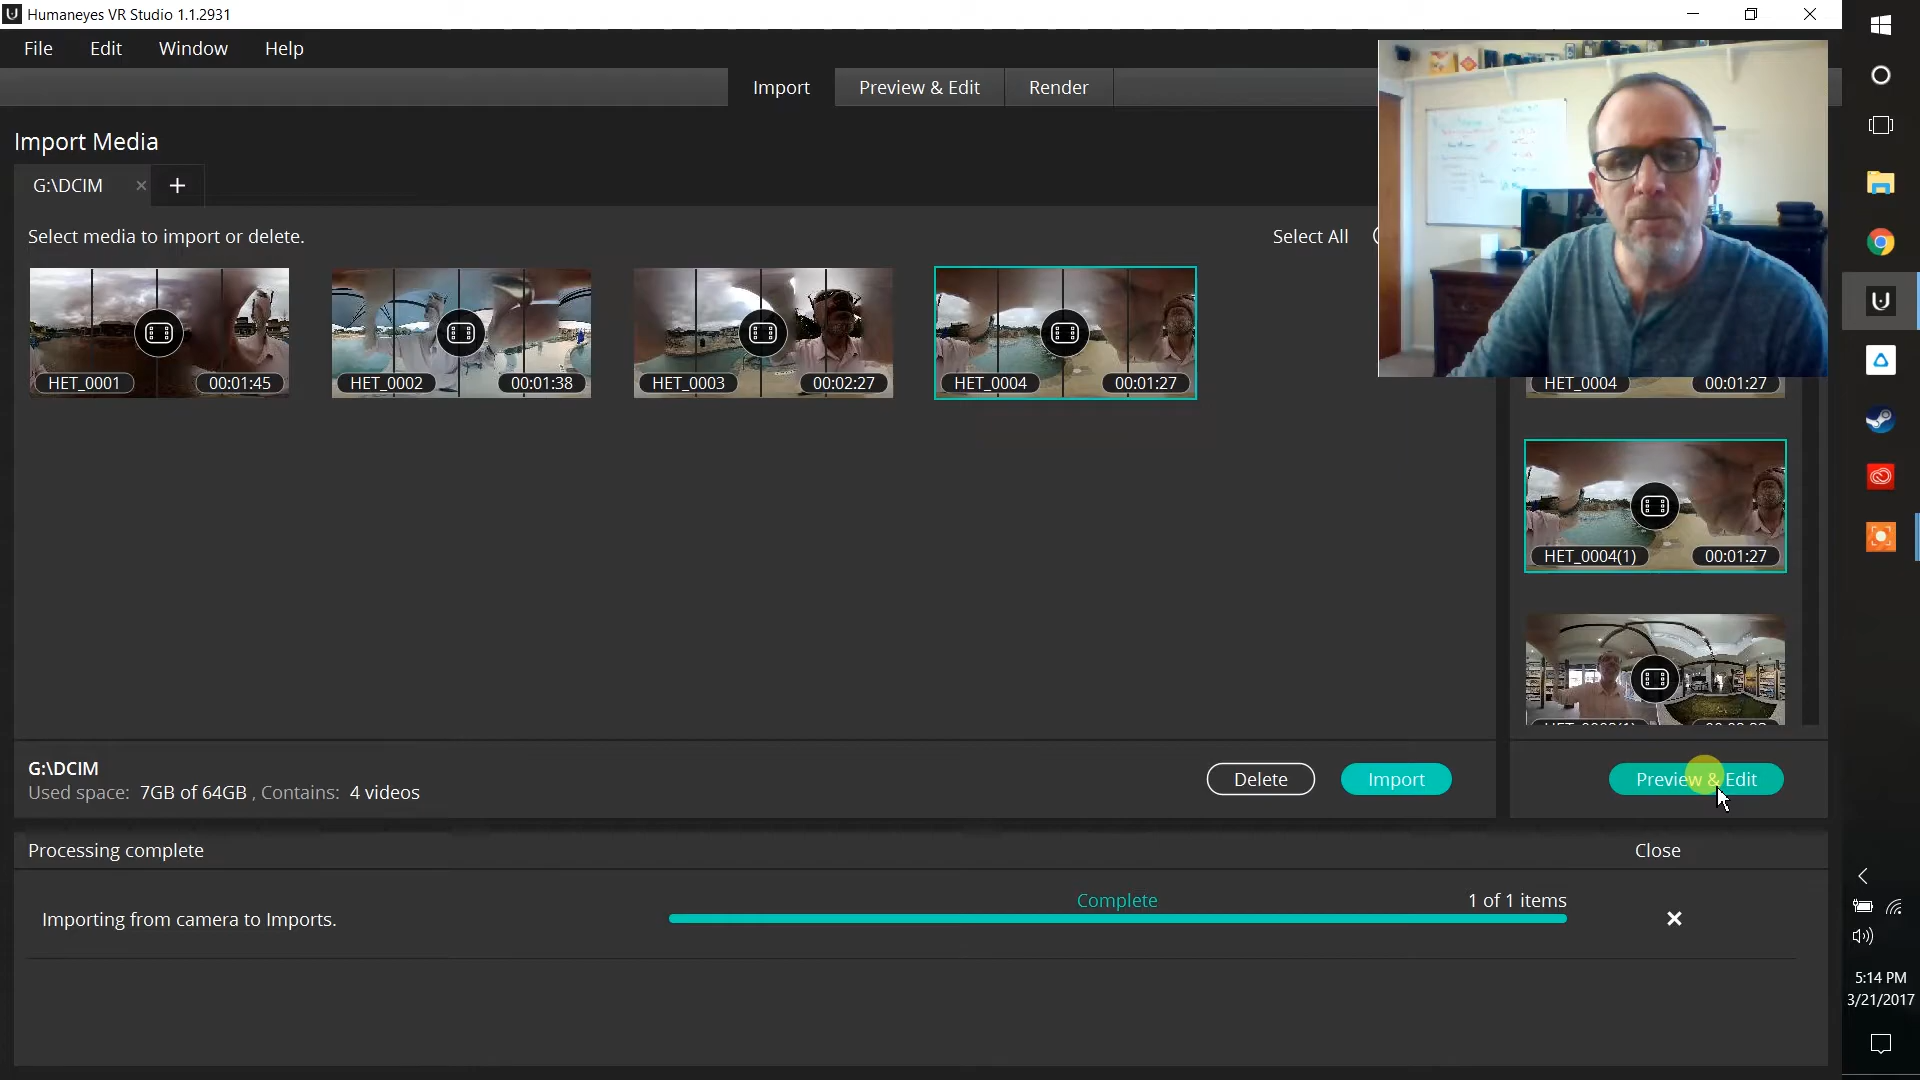 Humaneyes VR Studio 1.1.2931
File Edit Window Help
Import Preview & Edit Render
Import Media
G:\DCIM
Select media to import or delete.
Select All
HET_0001 00:01:45
HET_0002 00:01:38
HET_0003 00:02:27
HET_0004 00:01:27
HET_0004 00:01:27
HET_0004(1) 00:01:27
G:\DCIM
Used space: 7GB of 64GB , Contains: 4 videos
Delete
Import
Preview & Edit
Processing complete
Close
Importing from camera to Imports.
Complete
1 of 1 items
5:14 PM
3/21/2017